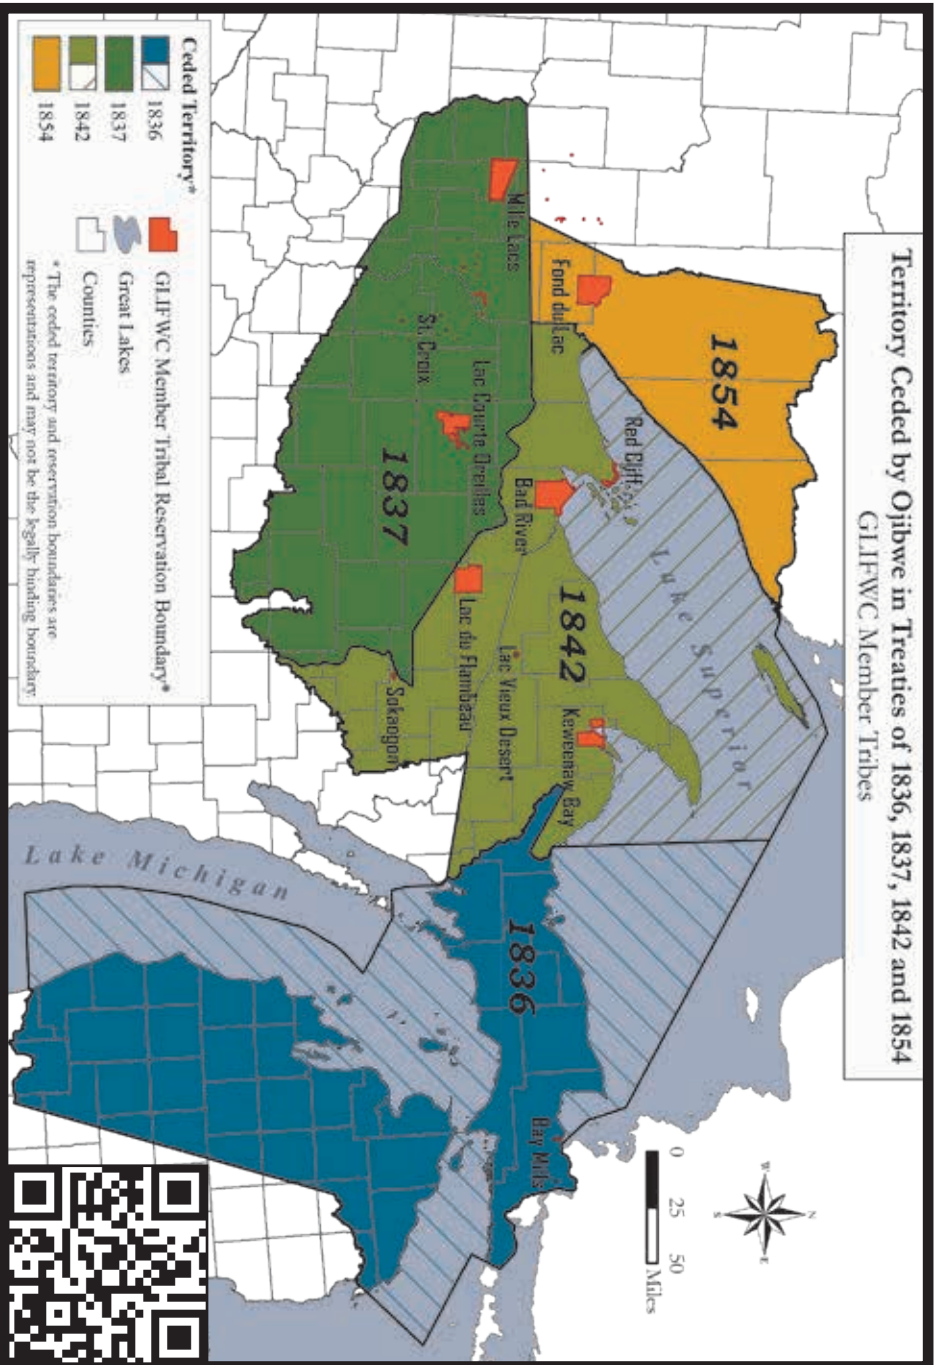 Territory Ceded by Ojibwe in Treaties of 1836, 1837, 1842 and 1854
GLIFWC Member Tribes
1854
Lake Superior
Red Cliff
Fond du Lac
Mille Lacs
Bad River
1842
Keweenaw Bay
Lac Vieux Desert
Lac Courte Oreilles
St. Croix
Lac du Flambeau
1837
Sokaogon
1836
Bay Mills
Lake Michigan
W
N
S
E
0 25 50
Miles
Ceded Territory*
1836
1837
1842
1854
GLIFWC Member Tribal Reservation Boundary*
Great Lakes
Counties
* The ceded territory and reservation boundaries are
representations and may not be the legally binding boundary.